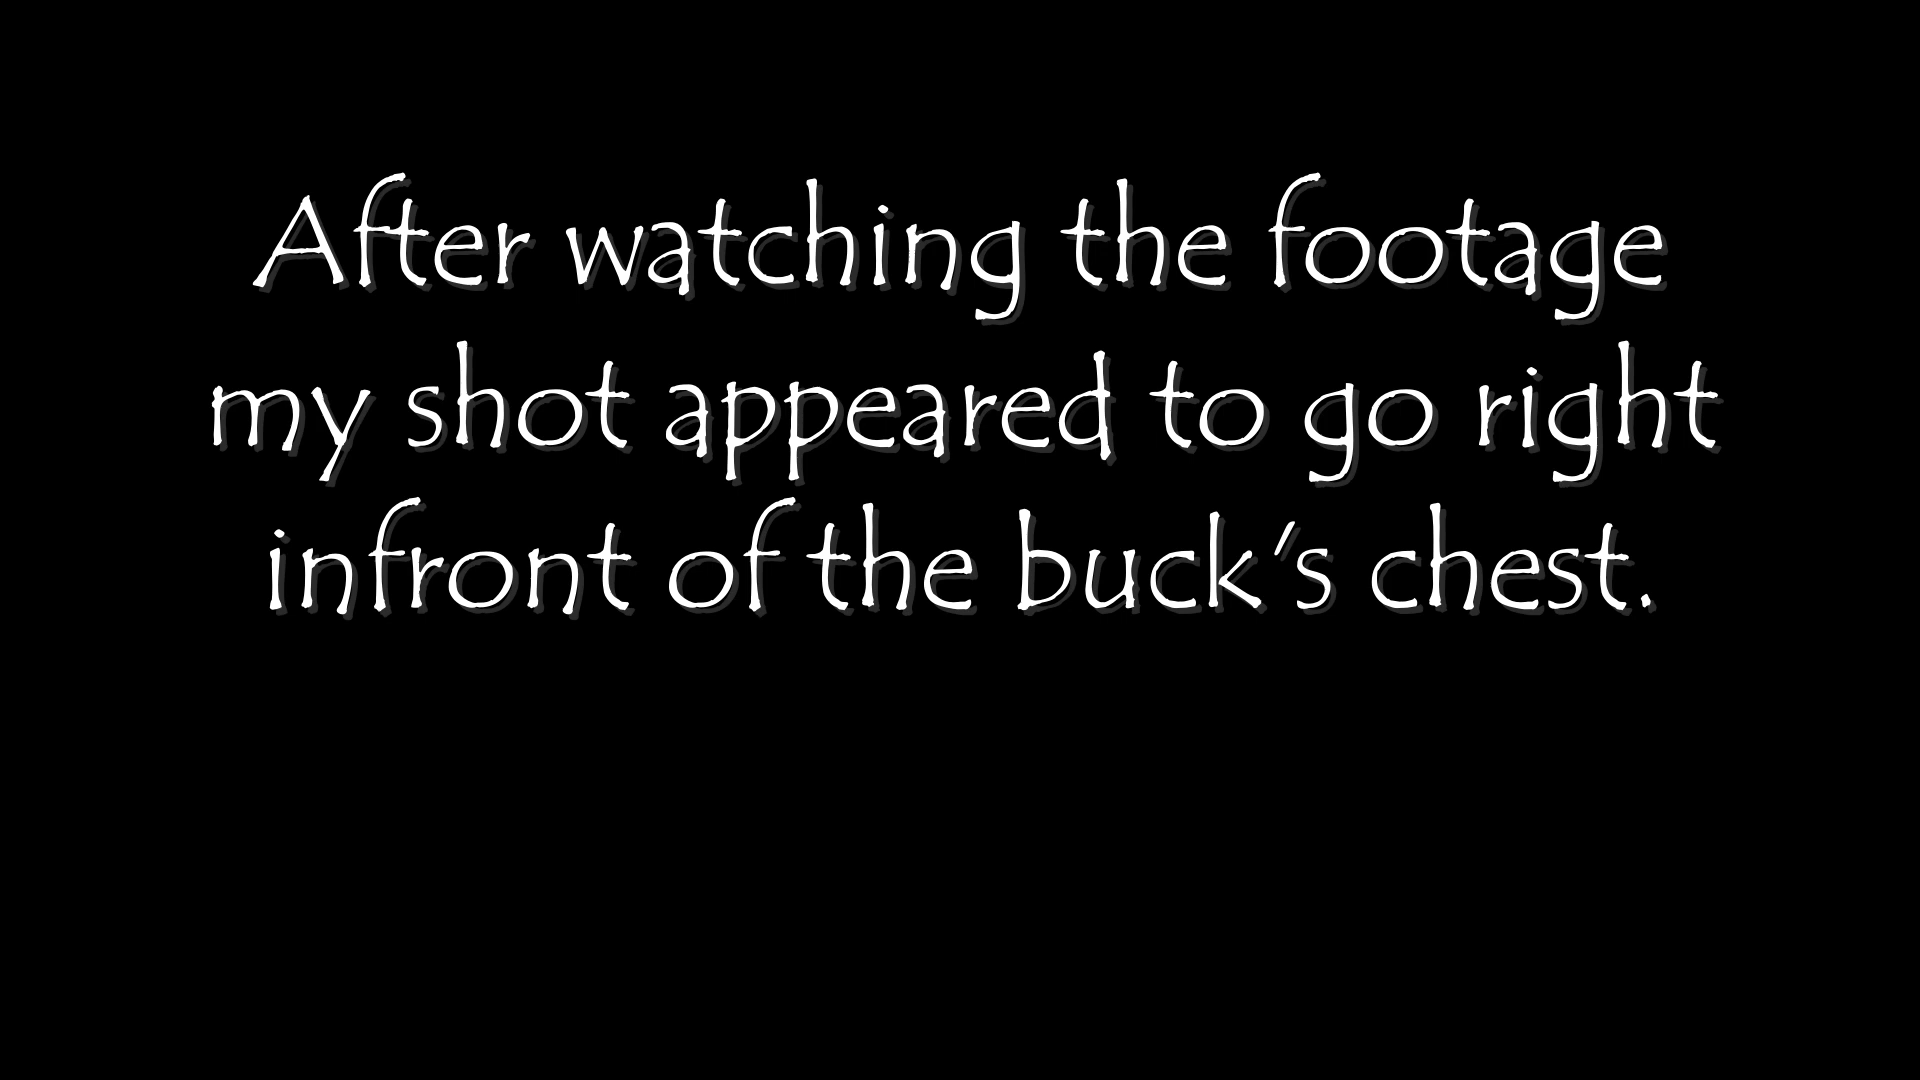 After watching the footage
my shot appeared to go right
infront of the buck's chest.